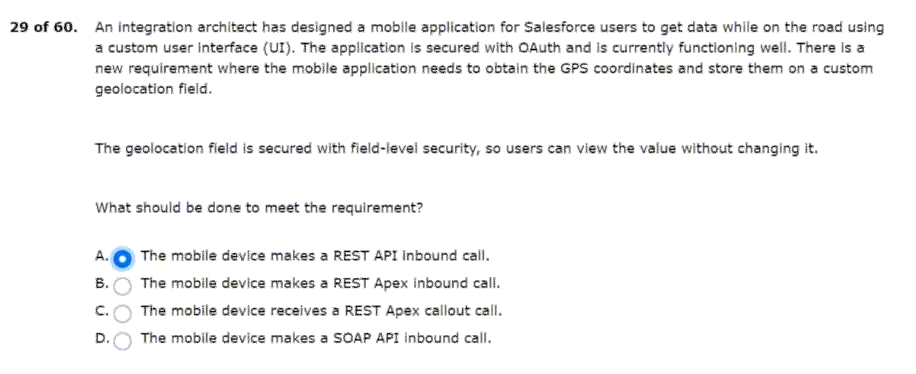 29 of 60. An integration architect has designed a mobile application for Salesforce users to get data while on the road using
a custom user interface (UI). The application is secured with OAuth and is currently functioning well. There is a
new requirement where the mobile application needs to obtain the GPS coordinates and store them on a custom
geolocation field.
The geolocation field is secured with field-level security, so users can view the value without changing it.
What should be done to meet the requirement?
A. The mobile device makes a REST API inbound call.
B. The mobile device makes a REST Apex inbound call.
C. The mobile device receives a REST Apex callout call.
D. The mobile device makes a SOAP API inbound call.